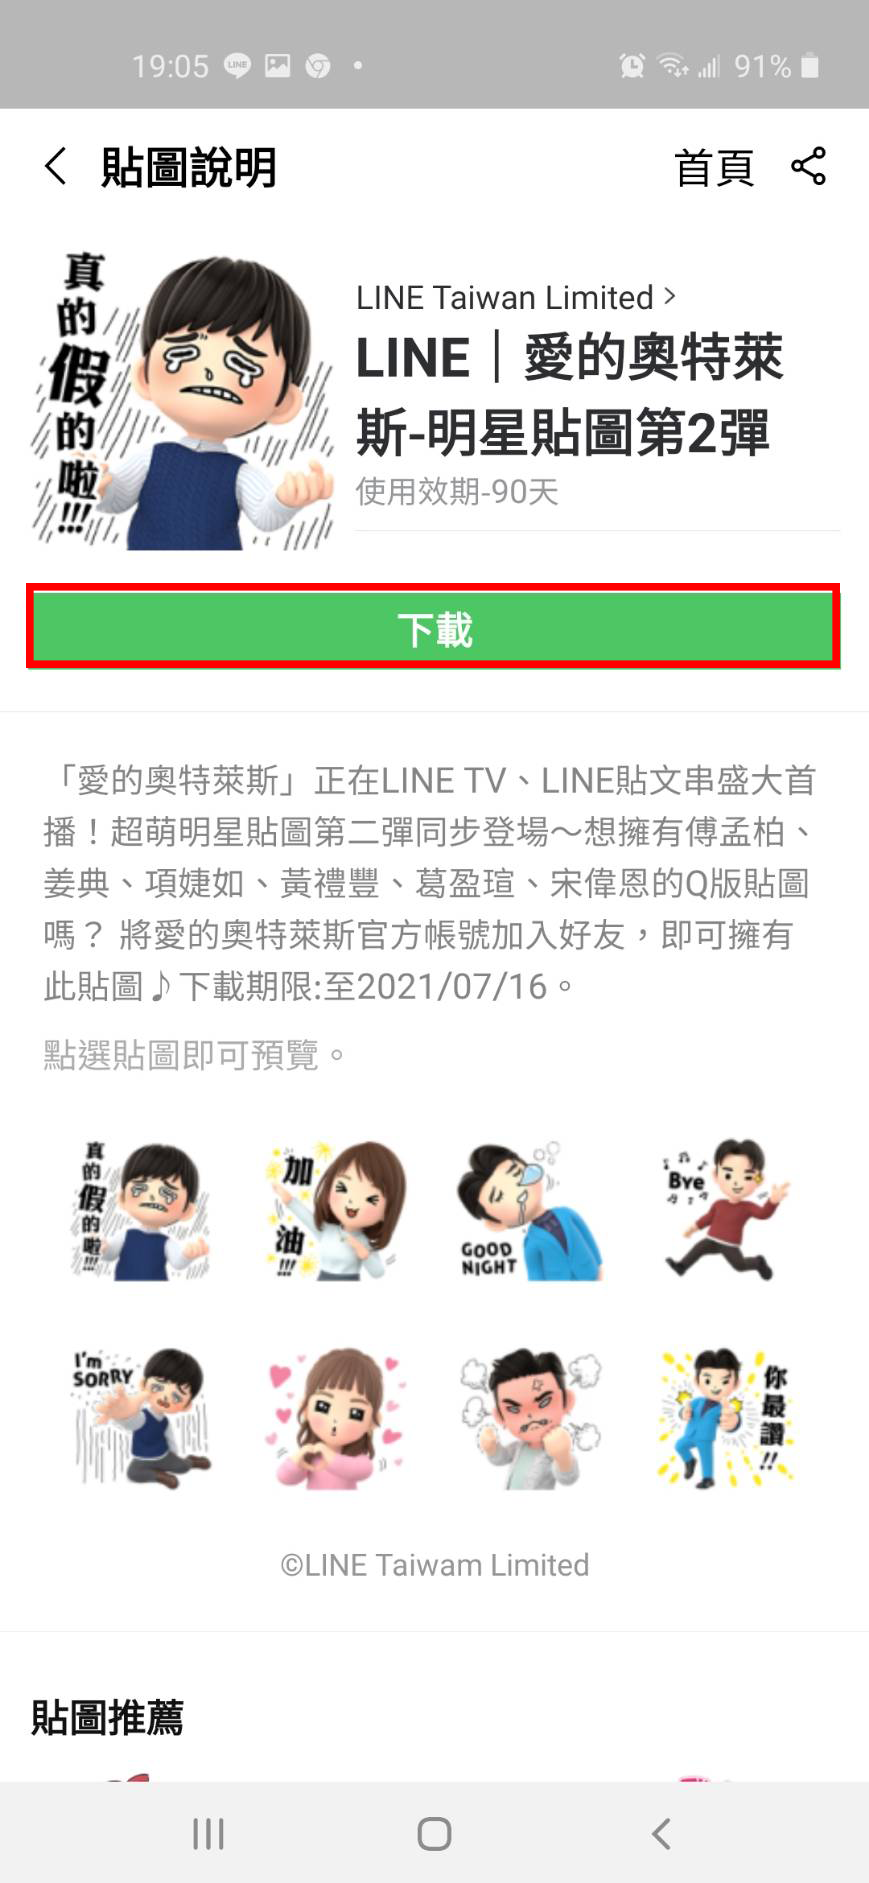 19:05
LINE
91%
貼圖說明
首頁
真的假的啦!!!
LINE Taiwan Limited >
LINE｜愛的奧特萊
斯-明星貼圖第2彈
使用效期-90天
下載
「愛的奧特萊斯」正在LINE TV、LINE貼文串盛大首
播！超萌明星貼圖第二彈同步登場～想擁有傅孟柏、
姜典、項婕如、黃禮豐、葛盈瑄、宋偉恩的Q版貼圖
嗎？ 將愛的奧特萊斯官方帳號加入好友，即可擁有
此貼圖♪下載期限:至2021/07/16。
點選貼圖即可預覽。
真的假的啦!!!
加油!!!
GOOD
NIGHT
Bye
I'm
SORRY
你最讚!!
©LINE Taiwam Limited
貼圖推薦